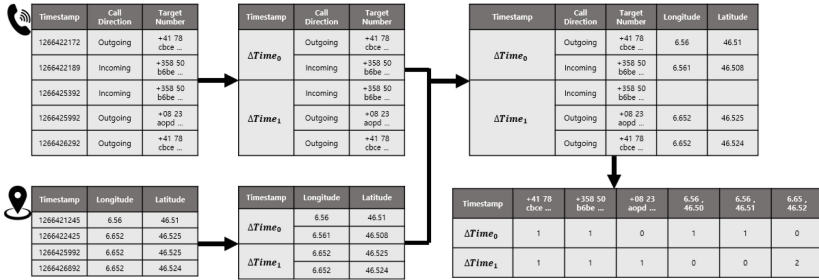 Timestamp Call Direction Target Number
1266422172 Outgoing +41 78 cbce ...
1266422189 Incoming +358 50 b6be ...
1266425392 Incoming +358 50 b6be ...
1266425992 Outgoing +08 23 aopd ...
1266426292 Outgoing +41 78 cbce ...
Timestamp Call Direction Target Number
ΔTime₀ Outgoing +41 78 cbce ...
Incoming +358 50 b6be ...
ΔTime₁ Incoming +358 50 b6be ...
Outgoing +08 23 aopd ...
Outgoing +41 78 cbce ...
Timestamp Call Direction Target Number Longitude Latitude
ΔTime₀ Outgoing +41 78 cbce ... 6.56 46.51
Incoming +358 50 b6be ... 6.561 46.508
ΔTime₁ Incoming +358 50 b6be ...
Outgoing +08 23 aopd ... 6.652 46.525
Outgoing +41 78 cbce ... 6.652 46.524
Timestamp Longitude Latitude
1266421245 6.56 46.51
1266422425 6.652 46.525
1266425992 6.652 46.525
1266426892 6.652 46.524
Timestamp Longitude Latitude
ΔTime₀ 6.56 46.51
6.561 46.508
ΔTime₁ 6.652 46.525
6.652 46.524
Timestamp +41 78 cbce ... +358 50 b6be ... +08 23 aopd ... 6.56 , 46.50 6.56 , 46.51 6.65 , 46.52
ΔTime₀ 1 1 0 1 1 0
ΔTime₁ 1 1 1 0 0 2